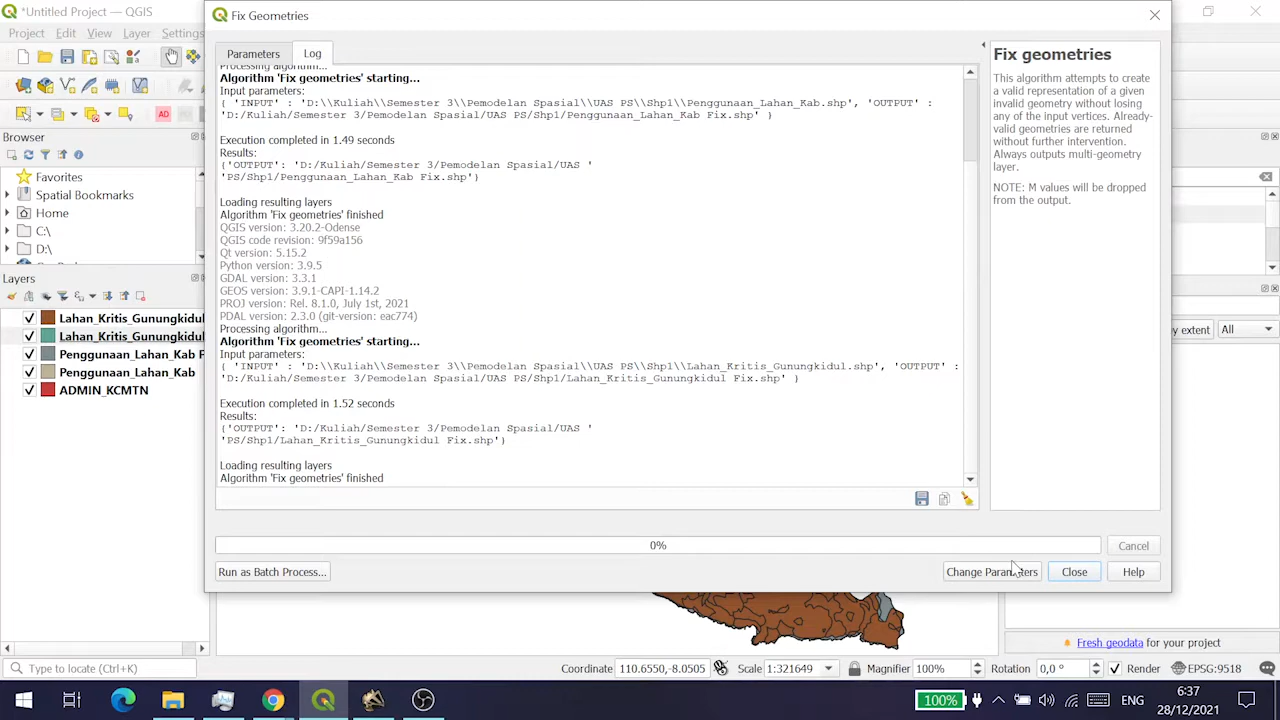 *Untitled Project — QGIS
Fix Geometries
Project Edit View Layer Settings
Parameters
Log
Fix geometries
This algorithm attempts to create
a valid representation of a given
invalid geometry without losing
any of the input vertices. Already-
valid geometries are returned
without further intervention.
Always outputs multi-geometry
layer.
NOTE: M values will be dropped
from the output.
Processing algorithm…
Algorithm 'Fix geometries' starting…
Input parameters:
{ 'INPUT' : 'D:\\Kuliah\\Semester 3\\Pemodelan Spasial\\UAS PS\\Shp1\\Penggunaan_Lahan_Kab.shp', 'OUTPUT' :
'D:/Kuliah/Semester 3/Pemodelan Spasial/UAS PS/Shp1/Penggunaan_Lahan_Kab Fix.shp' }
Execution completed in 1.49 seconds
Results:
{'OUTPUT': 'D:/Kuliah/Semester 3/Pemodelan Spasial/UAS '
'PS/Shp1/Penggunaan_Lahan_Kab Fix.shp'}
Loading resulting layers
Algorithm 'Fix geometries' finished
QGIS version: 3.20.2-Odense
QGIS code revision: 9f59a156
Qt version: 5.15.2
Python version: 3.9.5
GDAL version: 3.3.1
GEOS version: 3.9.1-CAPI-1.14.2
PROJ version: Rel. 8.1.0, July 1st, 2021
PDAL version: 2.3.0 (git-version: eac774)
Processing algorithm…
Algorithm 'Fix geometries' starting…
Input parameters:
{ 'INPUT' : 'D:\\Kuliah\\Semester 3\\Pemodelan Spasial\\UAS PS\\Shp1\\Lahan_Kritis_Gunungkidul.shp', 'OUTPUT' :
'D:/Kuliah/Semester 3/Pemodelan Spasial/UAS PS/Shp1/Lahan_Kritis_Gunungkidul Fix.shp' }
Execution completed in 1.52 seconds
Results:
{'OUTPUT': 'D:/Kuliah/Semester 3/Pemodelan Spasial/UAS '
'PS/Shp1/Lahan_Kritis_Gunungkidul Fix.shp'}
Loading resulting layers
Algorithm 'Fix geometries' finished
AD
Browser
Favorites
Spatial Bookmarks
Home
C:\
D:\
Layers
Lahan_Kritis_Gunungkidul
Lahan_Kritis_Gunungkidul
Penggunaan_Lahan_Kab F
Penggunaan_Lahan_Kab
ADMIN_KCMTN
y extent All
0%
Cancel
Run as Batch Process…
Change Parameters
Close
Help
Fresh geodata for your project
Type to locate (Ctrl+K)
Coordinate 110.6550,-8.0505 Scale 1:321649 Magnifier 100% Rotation 0,0 ° Render EPSG:9518
100%
ENG
6:37
28/12/2021